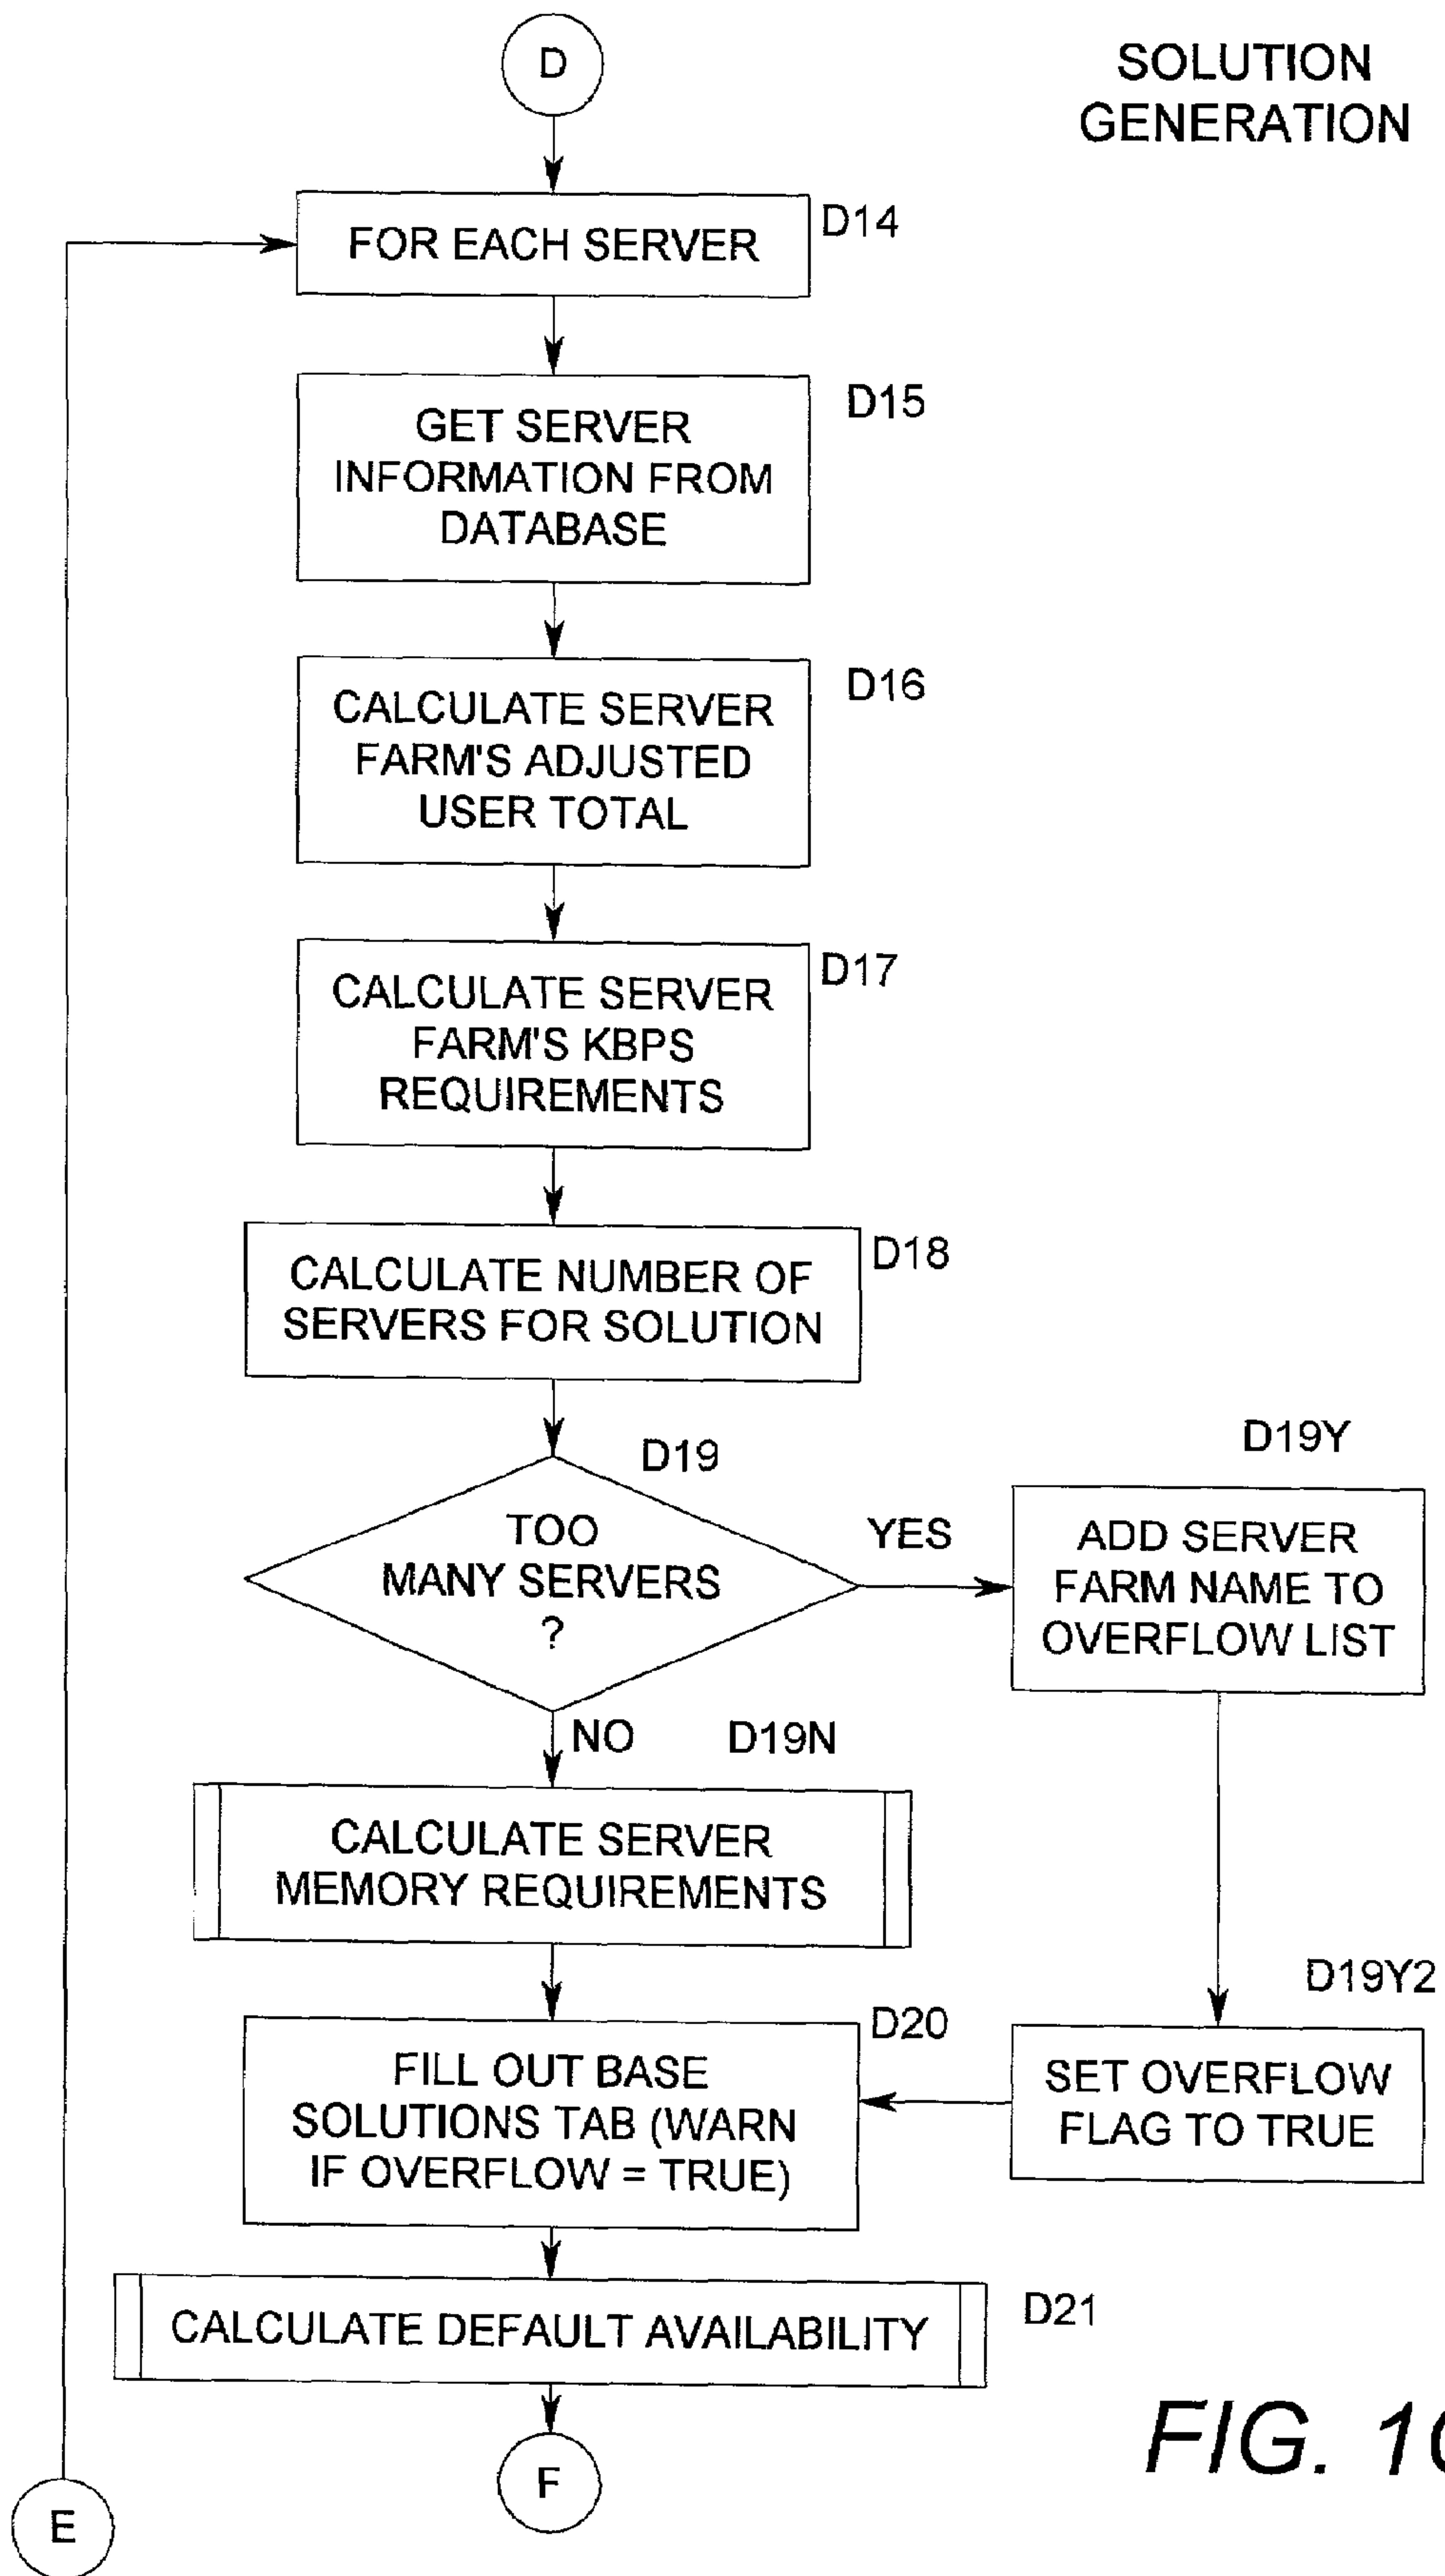 D
SOLUTION
GENERATION
FOR EACH SERVER
D14
GET SERVER
INFORMATION FROM
DATABASE
D15
CALCULATE SERVER
FARM'S ADJUSTED
USER TOTAL
D16
CALCULATE SERVER
FARM'S KBPS
REQUIREMENTS
D17
CALCULATE NUMBER OF
SERVERS FOR SOLUTION
D18
TOO
MANY SERVERS
?
D19
YES
D19Y
ADD SERVER
FARM NAME TO
OVERFLOW LIST
NO
D19N
CALCULATE SERVER
MEMORY REQUIREMENTS
D19Y2
SET OVERFLOW
FLAG TO TRUE
D20
FILL OUT BASE
SOLUTIONS TAB (WARN
IF OVERFLOW = TRUE)
CALCULATE DEFAULT AVAILABILITY
D21
F
E
FIG.